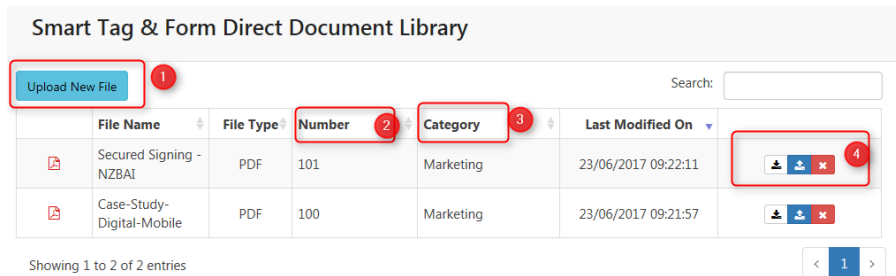 Smart Tag & Form Direct Document Library
1
Upload New File
Search:
File Name File Type Number 2 Category 3 Last Modified On
Secured Signing -
NZBAI
PDF 101 Marketing 23/06/2017 09:22:11 4
Case-Study-
Digital-Mobile
PDF 100 Marketing 23/06/2017 09:21:57
Showing 1 to 2 of 2 entries
< 1 >